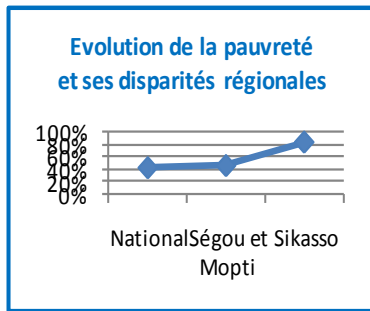 Evolution de la pauvreté
et ses disparités régionales
100%
80%
60%
40%
20%
0%
NationalSégou et Sikasso
Mopti